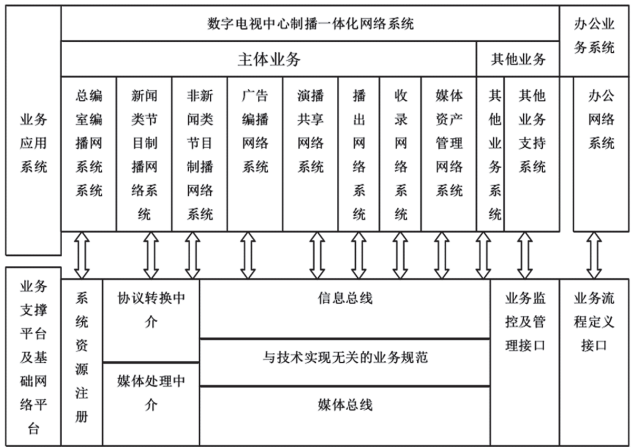 数字电视中心制播一体化网络系统
办公业
务系统
主体业务
其他业务
业务
应用
系统
总编
室编
播网
系统
系统
新闻
类节
目制
播网
络系
统
非新
闻类
节目
制播
网络
系统
广告
编播
网络
系统
演播
共享
网络
系统
播
出
网
络
系
统
收
录
网
络
系
统
媒体
资产
管理
网络
系统
其
他
业
务
系
统
其他
业务
支持
系统
办公
网络
系统
业务
支撑
平台
及基
础网
络平
台
系
统
资
源
注
册
协议转换中
介
媒体处理中
介
信息总线
与技术实现无关的业务规范
媒体总线
业务监
控及管
理接口
业务流
程定义
接口